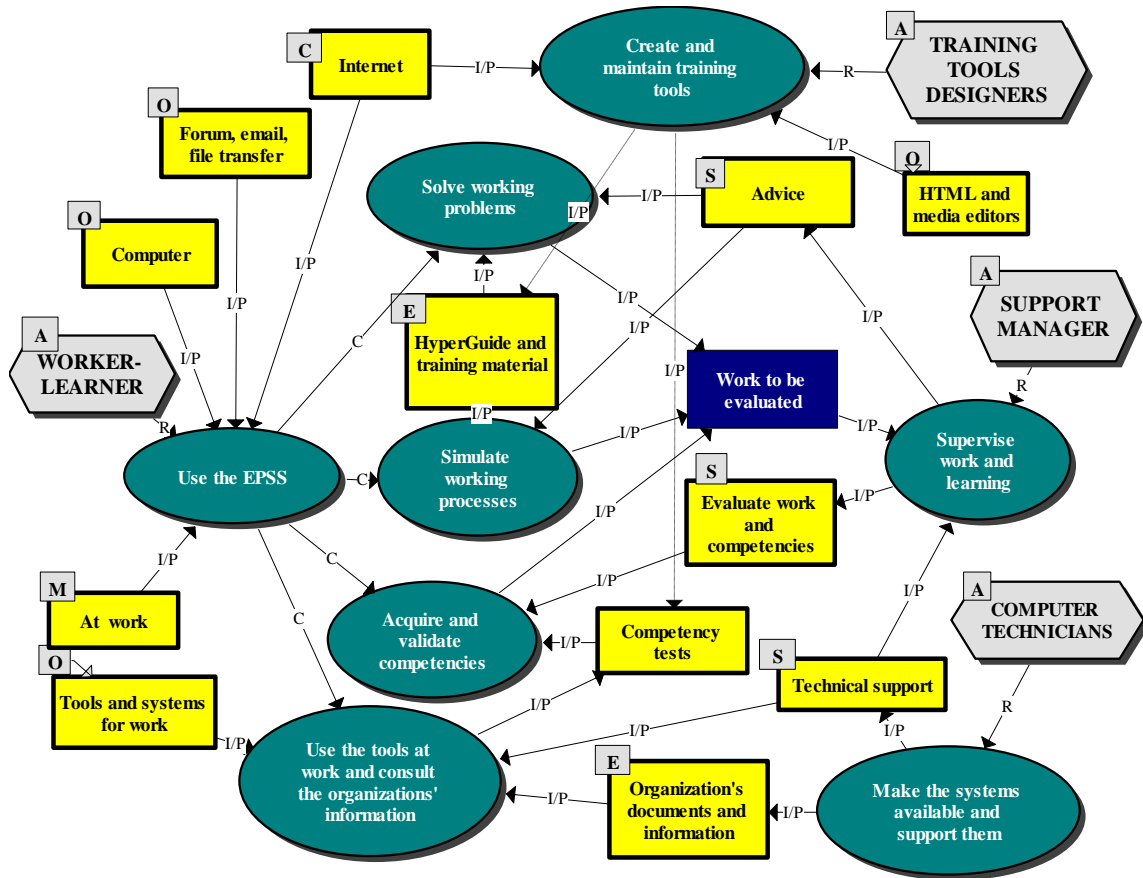 C
Internet
I/P
Create and
maintain training
tools
R
A
TRAINING
TOOLS
DESIGNERS
O
Forum, email,
file transfer
I/P
Solve working
problems
I/P
I/P
S
Advice
O
HTML and
media editors
O
Computer
I/P
I/P
I/P
I/P
E
HyperGuide and
training material
I/P
I/P
I/P
A
SUPPORT
MANAGER
A
WORKER-
LEARNER
I/P
C
I/P
Work to be
evaluated
I/P
R
R
Use the EPSS
C
Simulate
working
processes
I/P
Supervise
work and
learning
S
Evaluate work
and
competencies
I/P
I/P
I/P
C
I/P
I/P
M
At work
C
Acquire and
validate
competencies
I/P
Competency
tests
A
COMPUTER
TECHNICIANS
O
Tools and systems
for work
S
Technical support
R
I/P
I/P
I/P
I/P
Use the tools at
work and consult
the organizations'
information
I/P
E
Organization's
documents and
information
I/P
Make the systems
available and
support them